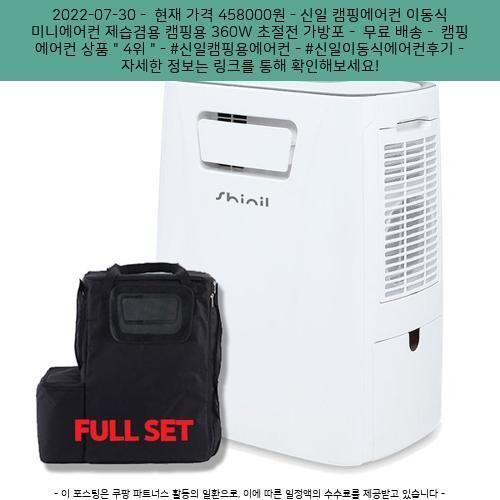 2022-07-30 - 현재 가격 458000원 - 신일 캠핑에어컨 이동식
미니에어컨 제습겸용 캠핑용 360W 초절전 가방포 - 무료 배송 - 캠핑
에어컨 상품 " 4위 " - #신일캠핑용에어컨 - #신일이동식에어컨후기 -
자세한 정보는 링크를 통해 확인해보세요!
Shinil
FULL SET
- 이 포스팅은 쿠팡 파트너스 활동의 일환으로, 이에 따른 일정액의 수수료를 제공받고 있습니다 -